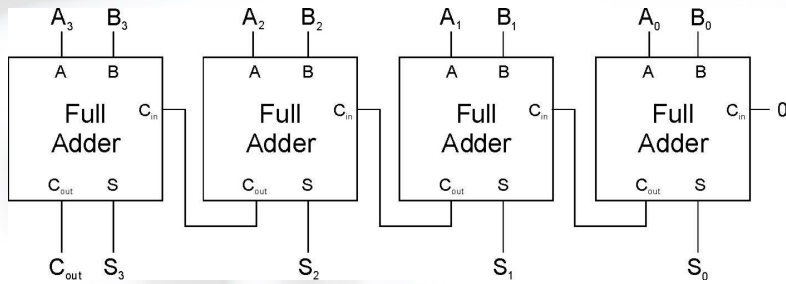 A3 B3 A2 B2 A1 B1 A0 B0
A B A B A B A B
Full Adder Cin Full Adder Cin Full Adder Cin Full Adder Cin 0
Cout S Cout S Cout S Cout S
Cout S3 S2 S1 S0